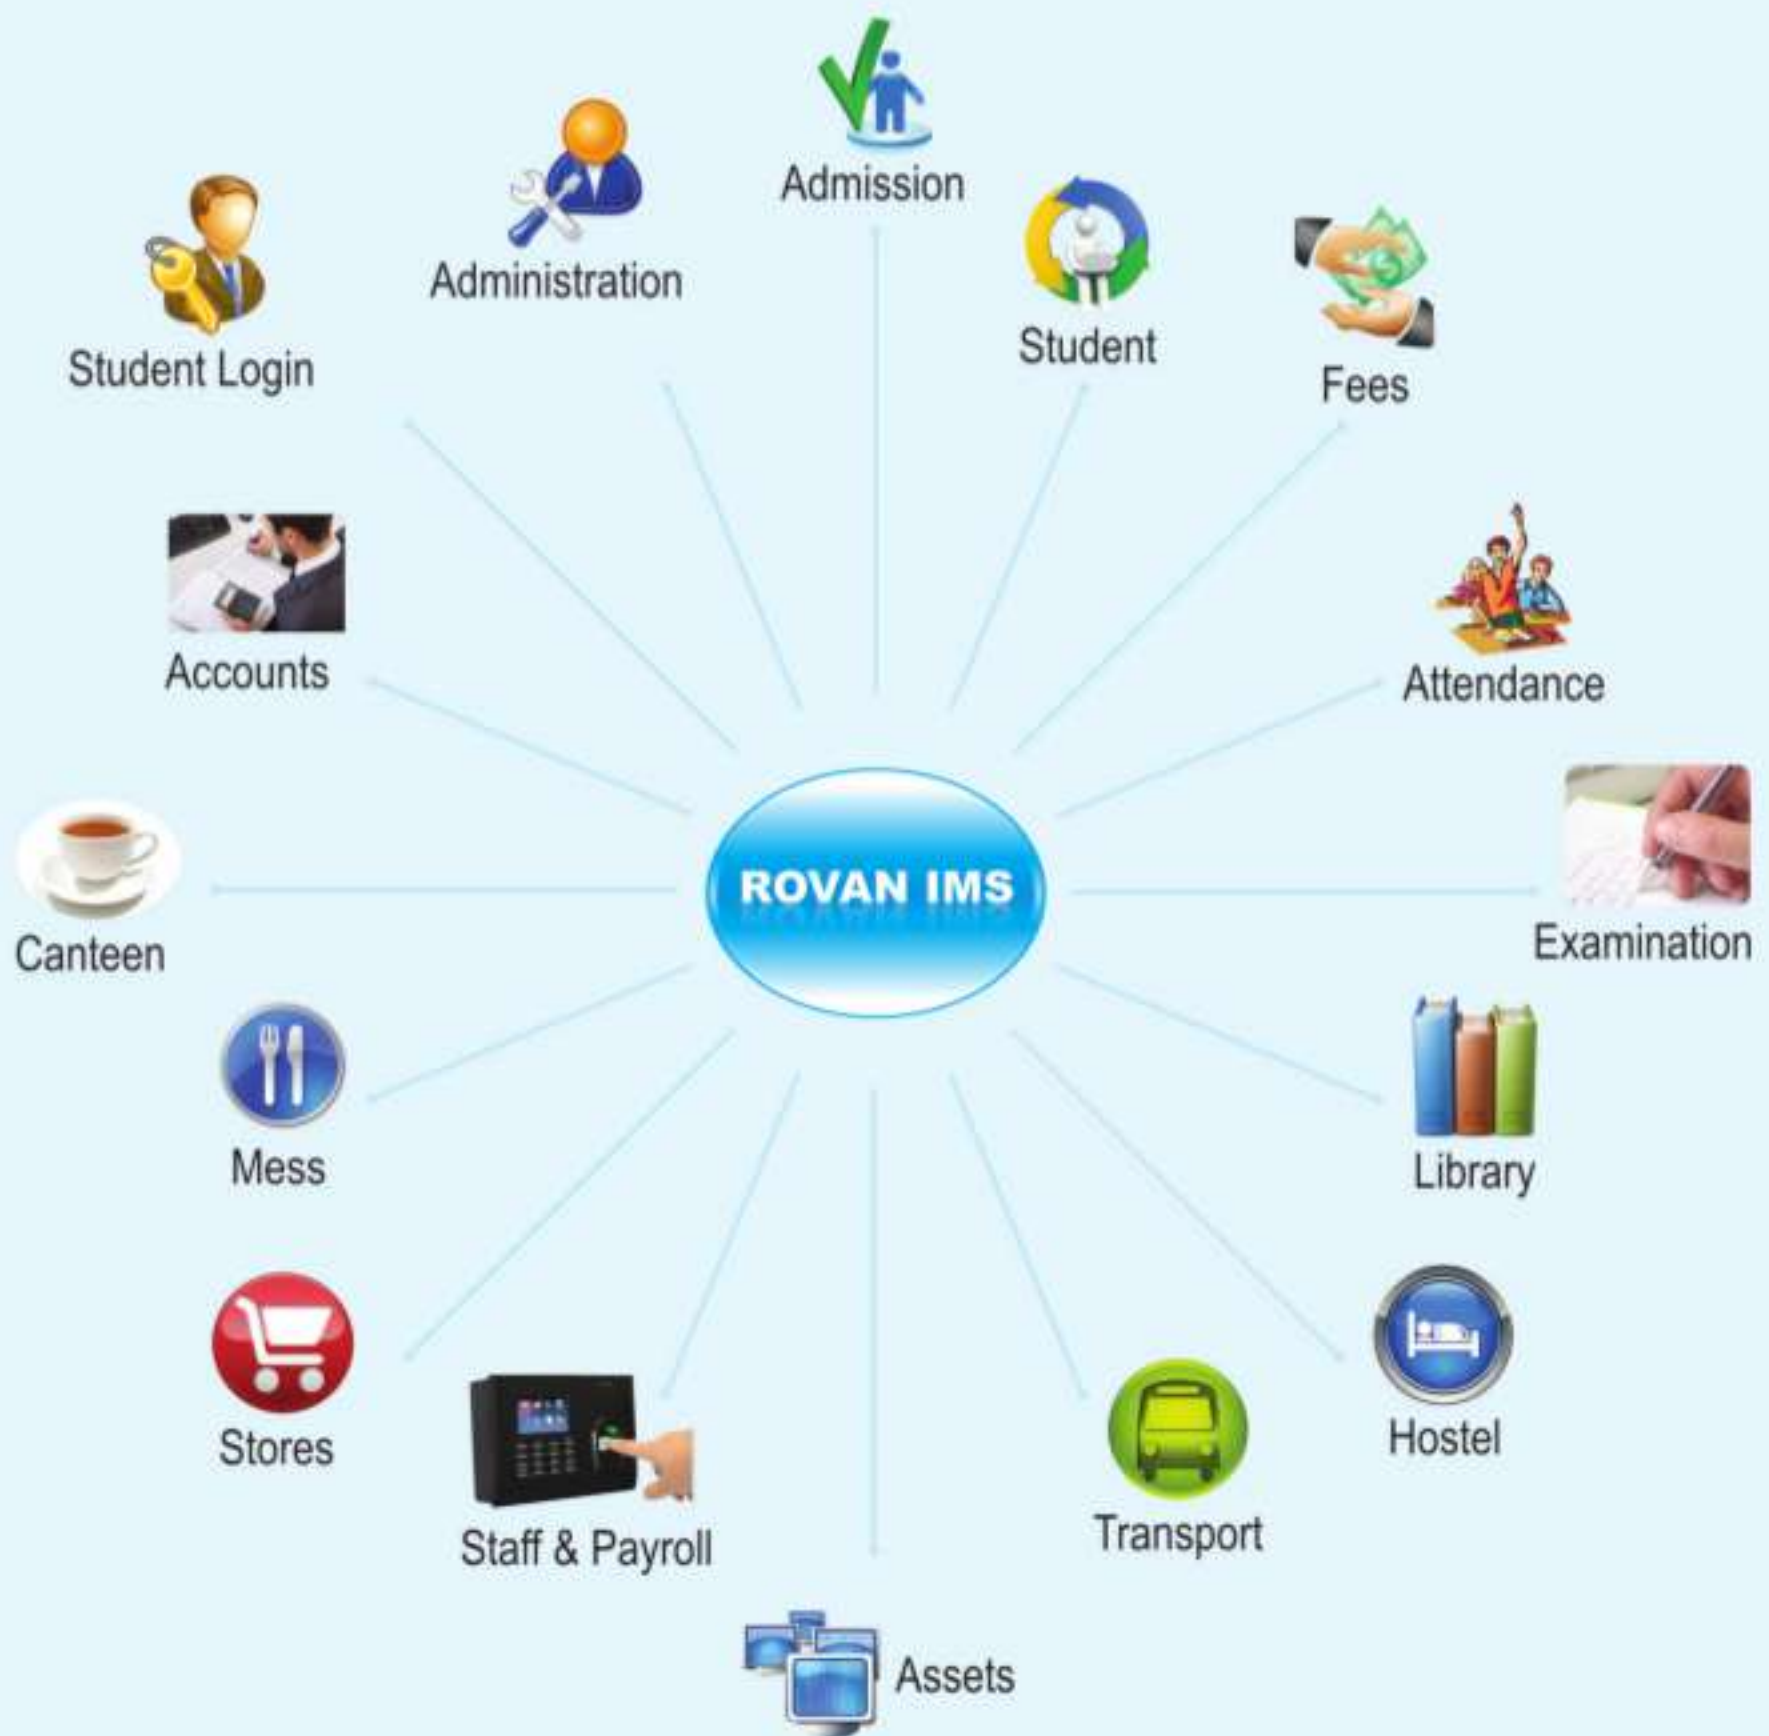 Admission
Administration
Student
Student Login
Fees
Accounts
Attendance
ROVAN IMS
Canteen
Examination
Mess
Library
Stores
Hostel
Staff & Payroll
Transport
Assets